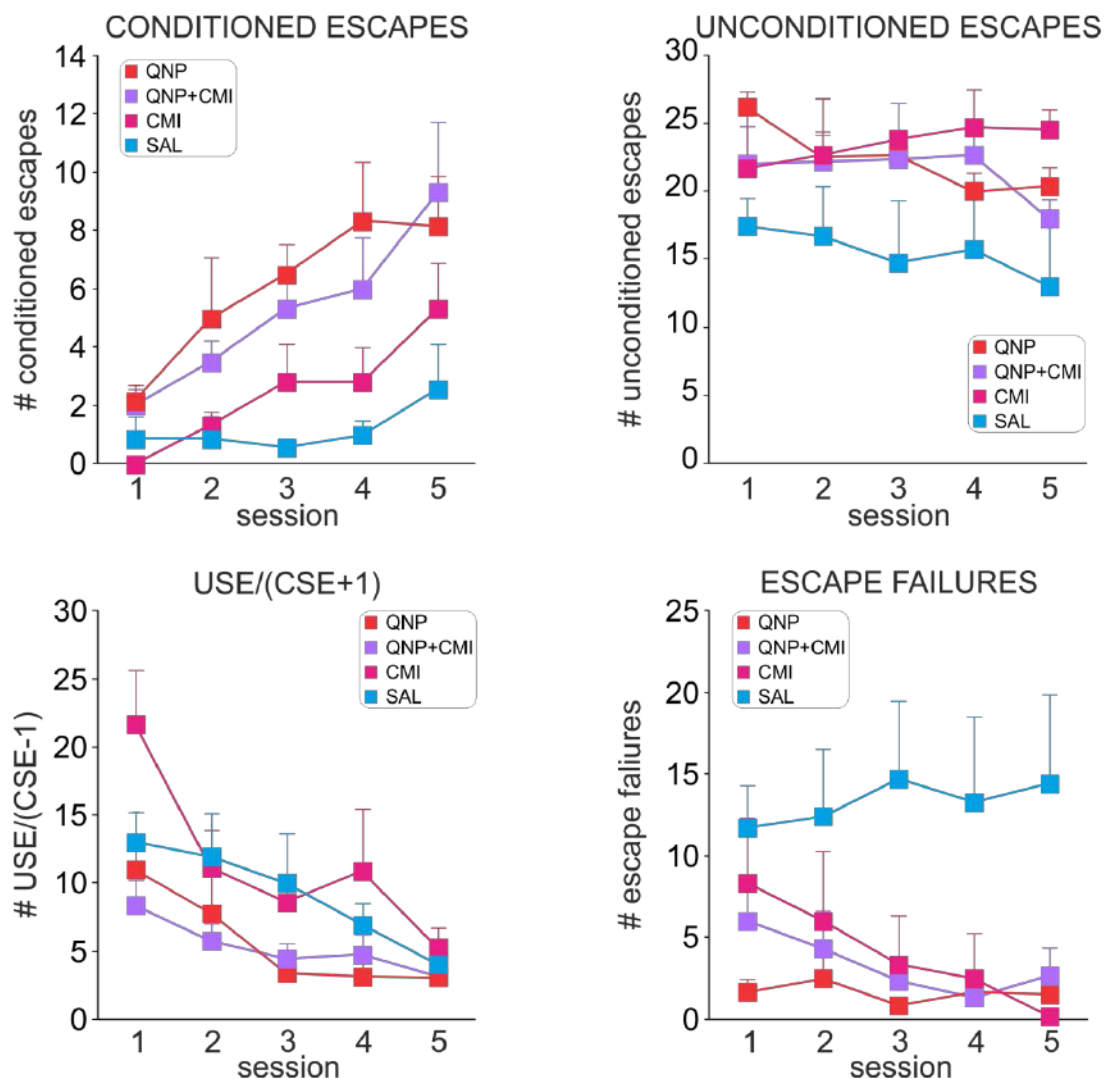 CONDITIONED ESCAPES
# conditioned escapes
14
12
10
8
6
4
2
0
QNP
QNP+CMI
CMI
SAL
1 2 3 4 5
session
UNCONDITIONED ESCAPES
# unconditioned escapes
30
25
20
15
10
5
0
QNP
QNP+CMI
CMI
SAL
1 2 3 4 5
session
USE/(CSE+1)
# USE/(CSE-1)
30
25
20
15
10
5
0
QNP
QNP+CMI
CMI
SAL
1 2 3 4 5
session
ESCAPE FAILURES
# escape faliures
25
20
15
10
5
0
QNP
QNP+CMI
CMI
SAL
1 2 3 4 5
session